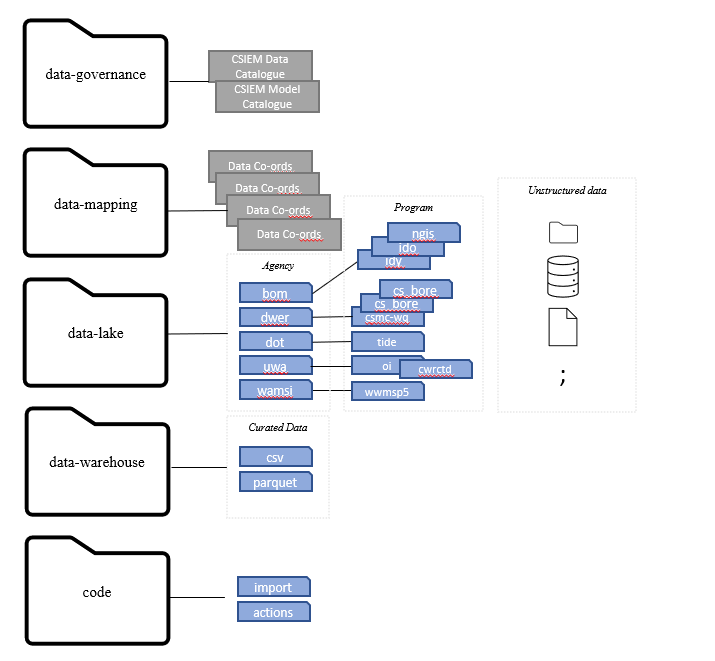 data-governance
CSIEM Data
Catalogue
CSIEM Model
Catalogue
data-mapping
Data Co-ords
Data Co-ords
Data Co-ords
Data Co-ords
Program
Unstructured data
ngis
ido
idy
Agency
bom
dwer
dot
uwa
wamsi
cs_bore
cs_bore
csmc-wq
tide
oi
cwrctd
wwmsp5
;
data-lake
data-warehouse
Curated Data
csv
parquet
code
import
actions